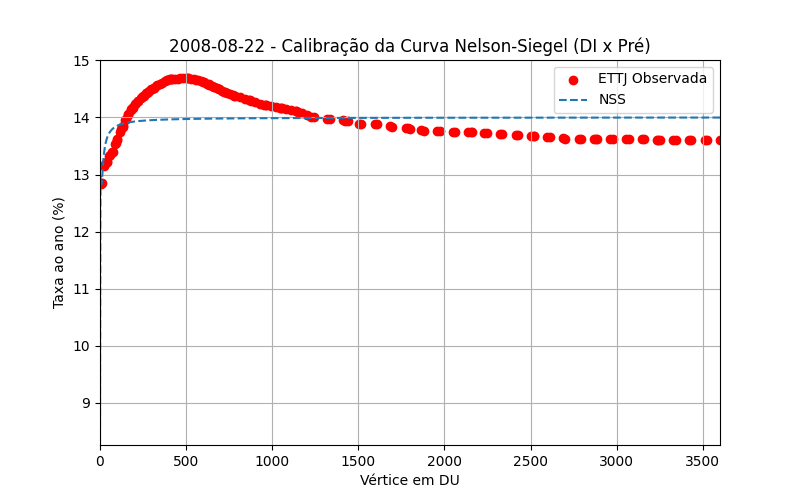 2008-08-22 - Calibração da Curva Nelson-Siegel (DI x Pré)
15
14
13
12
11
10
9
Taxa ao ano (%)
ETTJ Observada
NSS
0 500 1000 1500 2000 2500 3000 3500
Vértice em DU